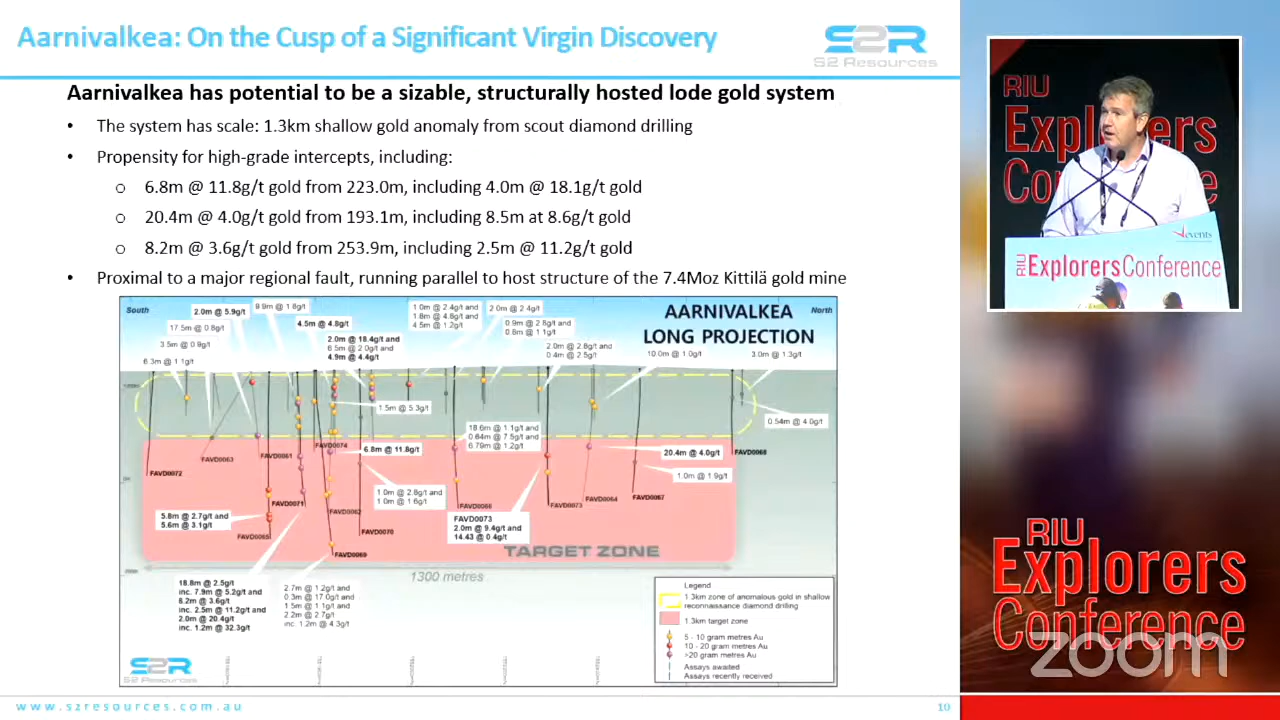 Aarnivalkea: On the Cusp of a Significant Virgin Discovery
S2R
S2 Resources
Aarnivalkea has potential to be a sizable, structurally hosted lode gold system
• The system has scale: 1.3km shallow gold anomaly from scout diamond drilling
• Propensity for high-grade intercepts, including:
o 6.8m @ 11.8g/t gold from 223.0m, including 4.0m @ 18.1g/t gold
o 20.4m @ 4.0g/t gold from 193.1m, including 8.5m at 8.6g/t gold
o 8.2m @ 3.6g/t gold from 253.9m, including 2.5m @ 11.2g/t gold
• Proximal to a major regional fault, running parallel to host structure of the 7.4Moz Kittilä gold mine
South
AARNIVALKEA
LONG PROJECTION
North
2.0m @ 5.9g/t
9.9m @ 1.8g/t
17.5m @ 0.8g/t
3.5m @ 0.9g/t
6.3m @ 1.1g/t
4.5m @ 4.8g/t
2.0m @ 18.4g/t and
6.5m @ 2.0g/t and
4.9m @ 4.4g/t
1.0m @ 2.4g/t and
1.8m @ 4.8g/t and
4.5m @ 1.2g/t
2.0m @ 2.4g/t
0.9m @ 2.8g/t and
0.8m @ 1.1g/t
2.0m @ 2.8g/t and
0.4m @ 2.5g/t
10.0m @ 1.0g/t
3.0m @ 1.3g/t
1.5m @ 5.3g/t
0.54m @ 4.0g/t
18.6m @ 1.1g/t and
0.64m @ 7.5g/t and
6.79m @ 1.2g/t
FAVD0074
6.8m @ 11.8g/t
20.4m @ 4.0g/t
FAVD0068
FAVD0063
FAVD0061
FAVD0072
1.0m @ 1.9g/t
1.0m @ 2.8g/t and
1.0m @ 1.6g/t
FAVD0071
FAVD0062
FAVD0066
FAVD0073
FAVD0064
FAVD0067
5.8m @ 2.7g/t and
5.6m @ 3.1g/t
FAVD0065
FAVD0070
FAVD0073
2.0m @ 9.4g/t and
14.43 @ 0.4g/t
FAVD0069
TARGET ZONE
1300 metres
18.8m @ 2.5g/t
inc. 7.9m @ 5.2g/t and
8.2m @ 3.6g/t
inc. 2.5m @ 11.2g/t and
2.0m @ 20.4g/t
inc. 1.2m @ 32.3g/t
2.7m @ 1.2g/t and
0.3m @ 17.0g/t and
1.5m @ 1.1g/t and
2.2m @ 2.7g/t
inc. 1.2m @ 4.3g/t
Legend
1.3km zone of anomalous gold in shallow
reconnaissance diamond drilling
1.3km target zone
5 - 10 gram metres Au
10 - 20 gram metres Au
>20 gram metres Au
Assays awaited
Assays recently received
S2R
S2 Resources
www.s2resources.com.au
10
RIU
Explorers
Conference
events
RIU ExplorersConference
RIU
Explorers
Conference
zoom